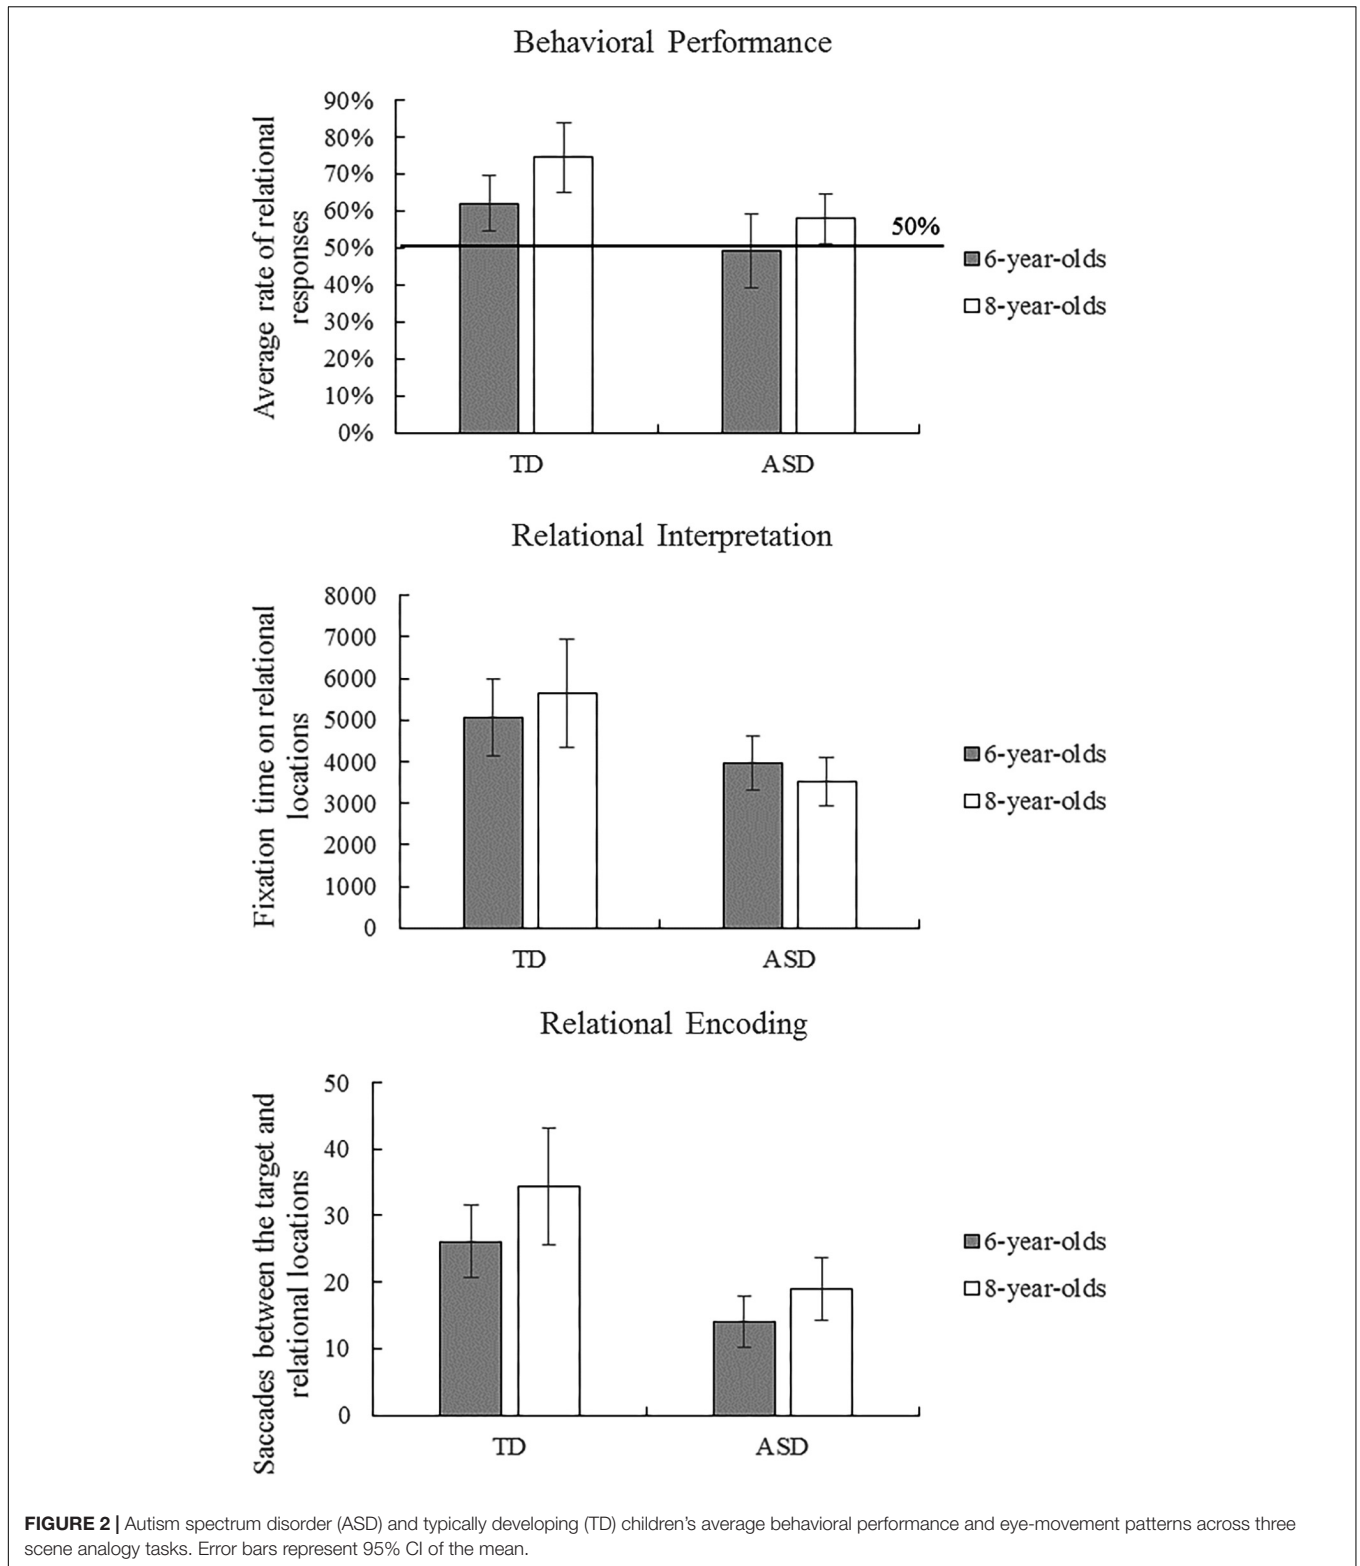 Behavioral Performance
90%
80%
70%
60%
50%
40%
30%
20%
10%
0%
Average rate of relational
responses
50%
6-year-olds
8-year-olds
TD
ASD
Relational Interpretation
8000
7000
6000
5000
4000
3000
2000
1000
0
Fixation time on relational
locations
6-year-olds
8-year-olds
TD
ASD
Relational Encoding
50
40
30
20
10
0
Saccades between the target and
relational locations
6-year-olds
8-year-olds
TD
ASD
FIGURE 2 | Autism spectrum disorder (ASD) and typically developing (TD) children's average behavioral performance and eye-movement patterns across three
scene analogy tasks. Error bars represent 95% CI of the mean.